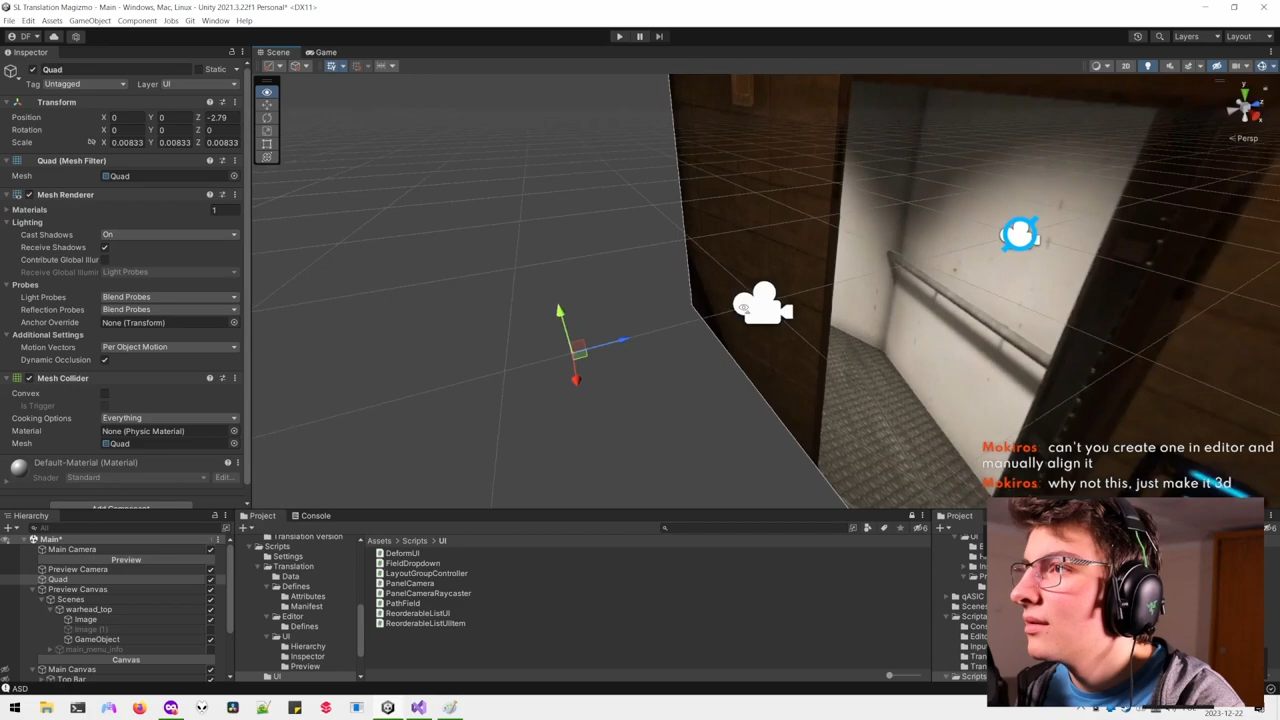 SL Translation Magizmo - Main - Windows, Mac, Linux - Unity 2021.3.22f1 Personal* <DX11>
File Edit Assets GameObject Component Jobs Git Window Help
DF
Layers Layout
Inspector
Scene Game
Quad Static
Tag Untagged Layer UI
2D
Transform
Position X 0 Y 0 Z -2.79
Rotation X 0 Y 0 Z 0
Scale X 0.00833 Y 0.00833 Z 0.00833
y
Persp
Quad (Mesh Filter)
Mesh Quad
Mesh Renderer
Materials 1
Lighting
Cast Shadows On
Receive Shadows
Contribute Global Illur
Receive Global Illumin Light Probes
Probes
Light Probes Blend Probes
Reflection Probes Blend Probes
Anchor Override None (Transform)
Additional Settings
Motion Vectors Per Object Motion
Dynamic Occlusion
Mesh Collider
Convex
Is Trigger
Cooking Options Everything
Material None (Physic Material)
Mesh Quad
Default-Material (Material)
Shader Standard Edit...
Mokiros: can't you create one in editor and
manually align it
Mokiros: why not this, just make it 3d
Hierarchy
All
Main*
Main Camera
Preview
Preview Camera
Quad
Preview Canvas
Scenes
warhead_top
Image
Image (1)
GameObject
main_menu_info
Canvas
Main Canvas
Top Bar
Project Console
Translation Version
Scripts
Settings
Translation
Data
Defines
Attributes
Manifest
Editor
Defines
UI
Hierarchy
Inspector
Preview
UI
Assets Scripts UI
DeformUI
FieldDropdown
LayoutGroupController
PanelCamera
PanelCameraRaycaster
PathField
ReorderableListUI
ReorderableListUIItem
Project
UI
qASIC
Scenes
Scripts
ASD
2023-12-22